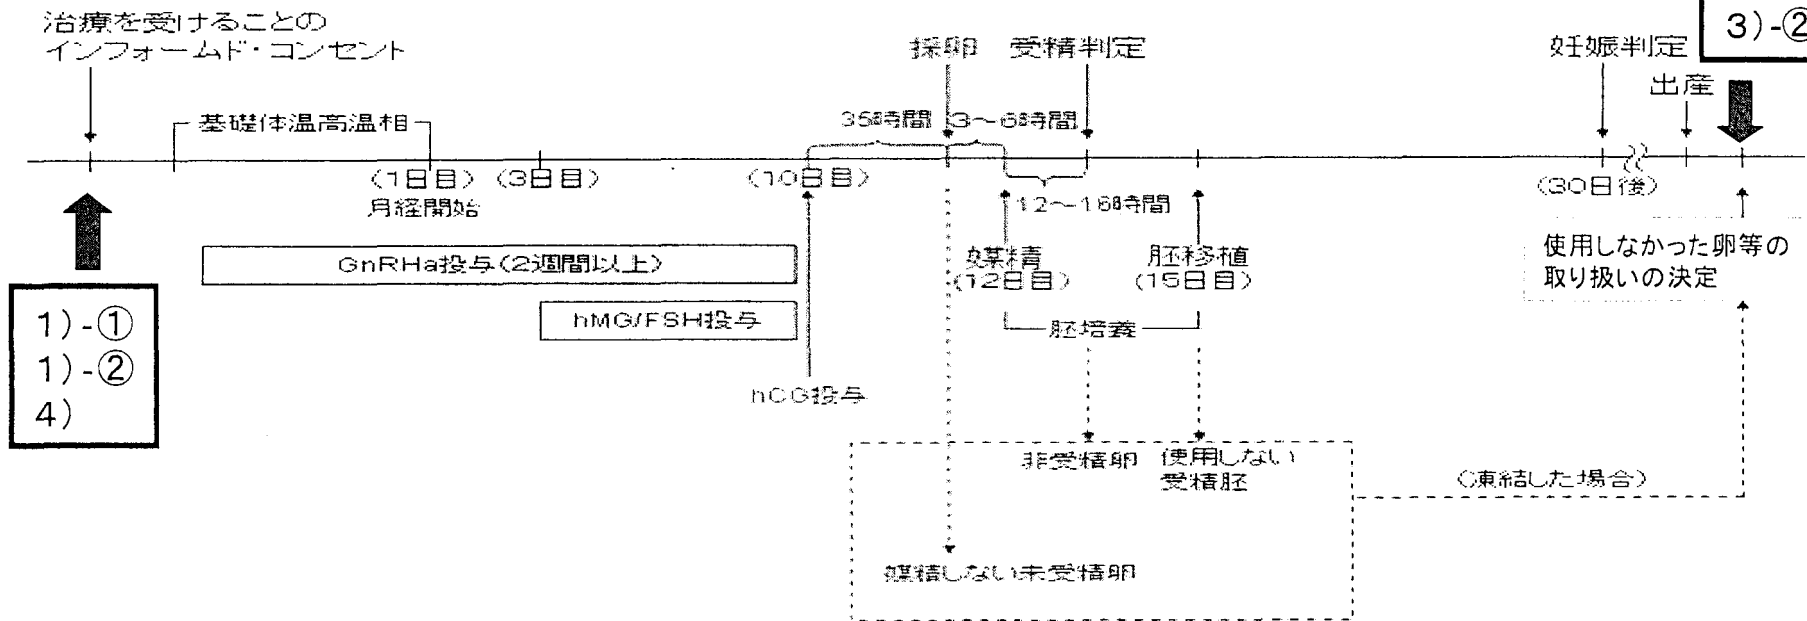 治療を受けることの
インフォームド・コンセント
採卵 受精判定
妊娠判定
3)-②
出産
基礎体温高温相
35時間
3～6時間
(1日目)
(3日目)
(10日目)
(30日後)
月経開始
12～16時間
GnRHa投与(2週間以上)
媒精
(12日目)
胚移植
(15日目)
使用しなかった卵等の
取り扱いの決定
hMG/FSH投与
胚培養
1)-①
1)-②
4)
hCG投与
非受精卵
使用しない
受精胚
(凍結した場合)
媒精しない未受精卵